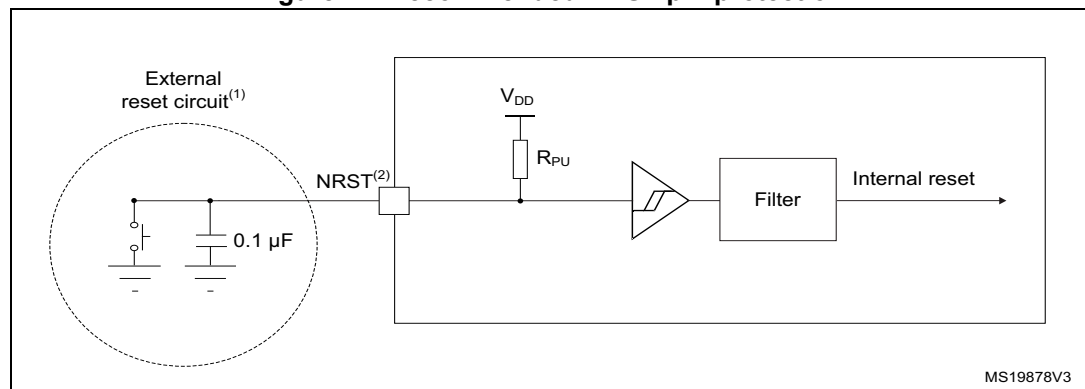 External
reset circuit(1)
VDD
RPU
NRST(2)
Filter
Internal reset
0.1 µF
MS19878V3